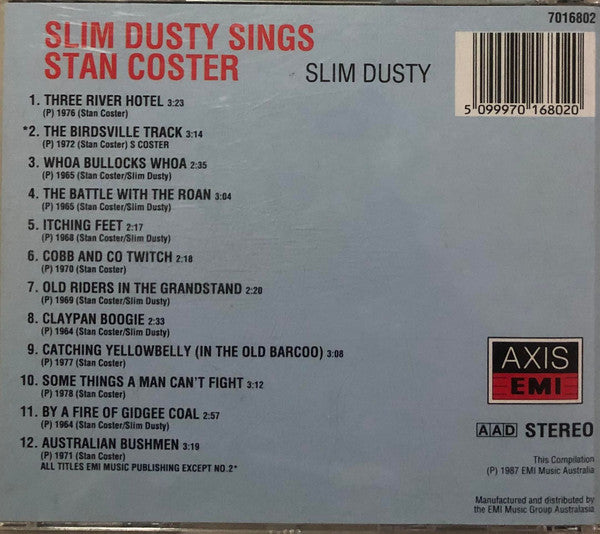 SLIM DUSTY SINGS
STAN COSTER
SLIM DUSTY
7016802
5 099970 168020
1. THREE RIVER HOTEL 3:23
(P) 1976 (Stan Coster)
*2. THE BIRDSVILLE TRACK 3:14
(P) 1972 (Stan Coster) S COSTER
3. WHOA BULLOCKS WHOA 2:35
(P) 1965 (Stan Coster/Slim Dusty)
4. THE BATTLE WITH THE ROAN 3:04
(P) 1965 (Stan Coster/Slim Dusty)
5. ITCHING FEET 2:17
(P) 1968 (Stan Coster/Slim Dusty)
6. COBB AND CO TWITCH 2:18
(P) 1970 (Stan Coster)
7. OLD RIDERS IN THE GRANDSTAND 2:20
(P) 1969 (Stan Coster/Slim Dusty)
8. CLAYPAN BOOGIE 2:33
(P) 1964 (Stan Coster/Slim Dusty)
9. CATCHING YELLOWBELLY (IN THE OLD BARCOO) 3:08
(P) 1977 (Stan Coster)
10. SOME THINGS A MAN CAN'T FIGHT 3:12
(P) 1978 (Stan Coster)
11. BY A FIRE OF GIDGEE COAL 2:57
(P) 1964 (Stan Coster/Slim Dusty)
12. AUSTRALIAN BUSHMEN 3:19
(P) 1971 (Stan Coster)
ALL TITLES EMI MUSIC PUBLISHING EXCEPT NO.2*
AXIS
EMI
AAD STEREO
This Compilation
(P) 1987 EMI Music Australia
Manufactured and distributed by
the EMI Music Group Australasia